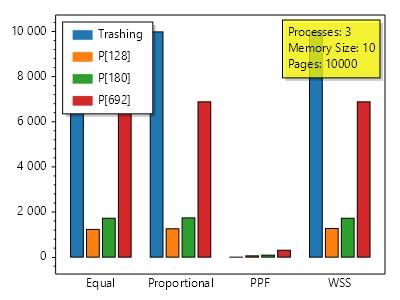 10 000
8 000
6 000
4 000
2 000
0
Trashing
P[128]
P[180]
P[692]
Processes: 3
Memory Size: 10
Pages: 10000
Equal
Proportional
PPF
WSS